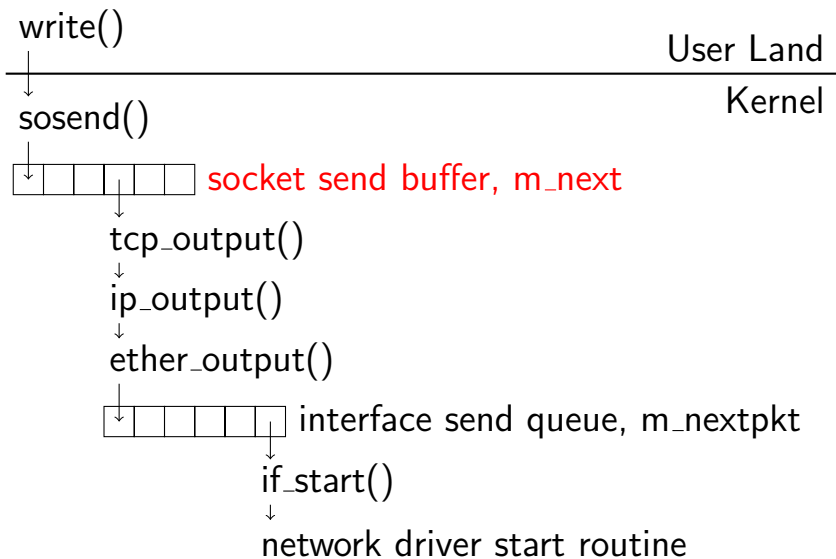 write()
User Land
Kernel
sosend()
socket send buffer, m_next
tcp_output()
ip_output()
ether_output()
interface send queue, m_nextpkt
if_start()
network driver start routine